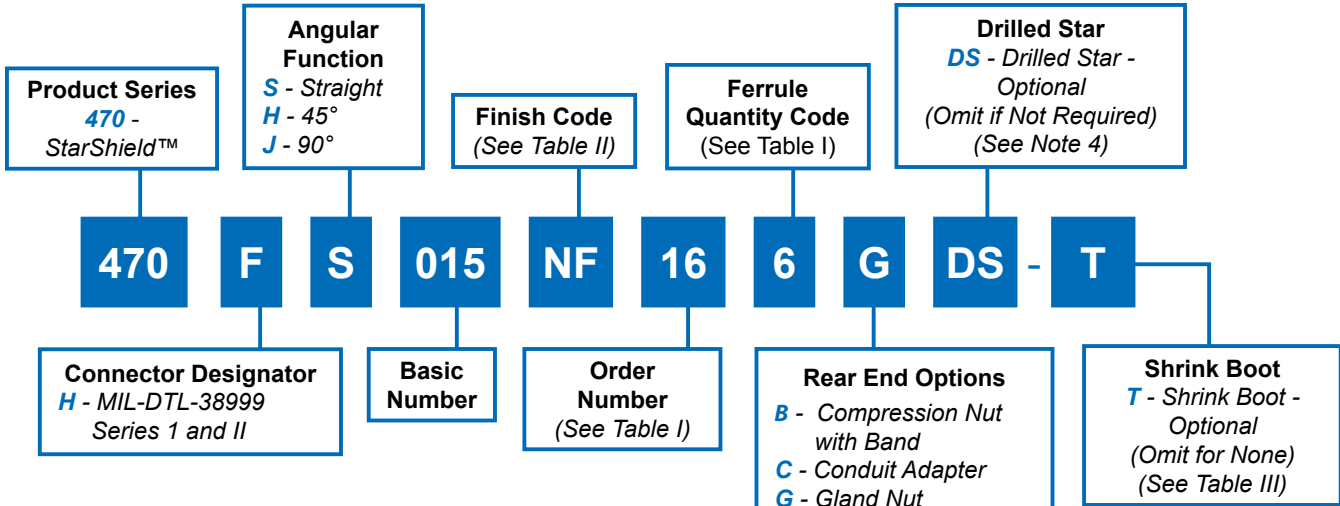 Product Series
470 -
StarShield™
Angular
Function
S - Straight
H - 45°
J - 90°
Finish Code
(See Table II)
Ferrule
Quantity Code
(See Table I)
Drilled Star
DS - Drilled Star -
Optional
(Omit if Not Required)
(See Note 4)
470 F S 015 NF 16 6 G DS - T
Connector Designator
H - MIL-DTL-38999
Series 1 and II
Basic
Number
Order
Number
(See Table I)
Rear End Options
B - Compression Nut
with Band
C - Conduit Adapter
G - Gland Nut
Shrink Boot
T - Shrink Boot -
Optional
(Omit for None)
(See Table III)